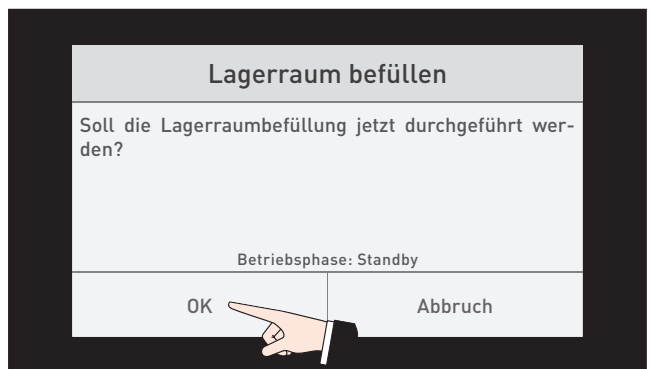 Lagerraum befüllen
Soll die Lagerraumbefüllung jetzt durchgeführt wer-
den?
Betriebsphase: Standby
OK
Abbruch